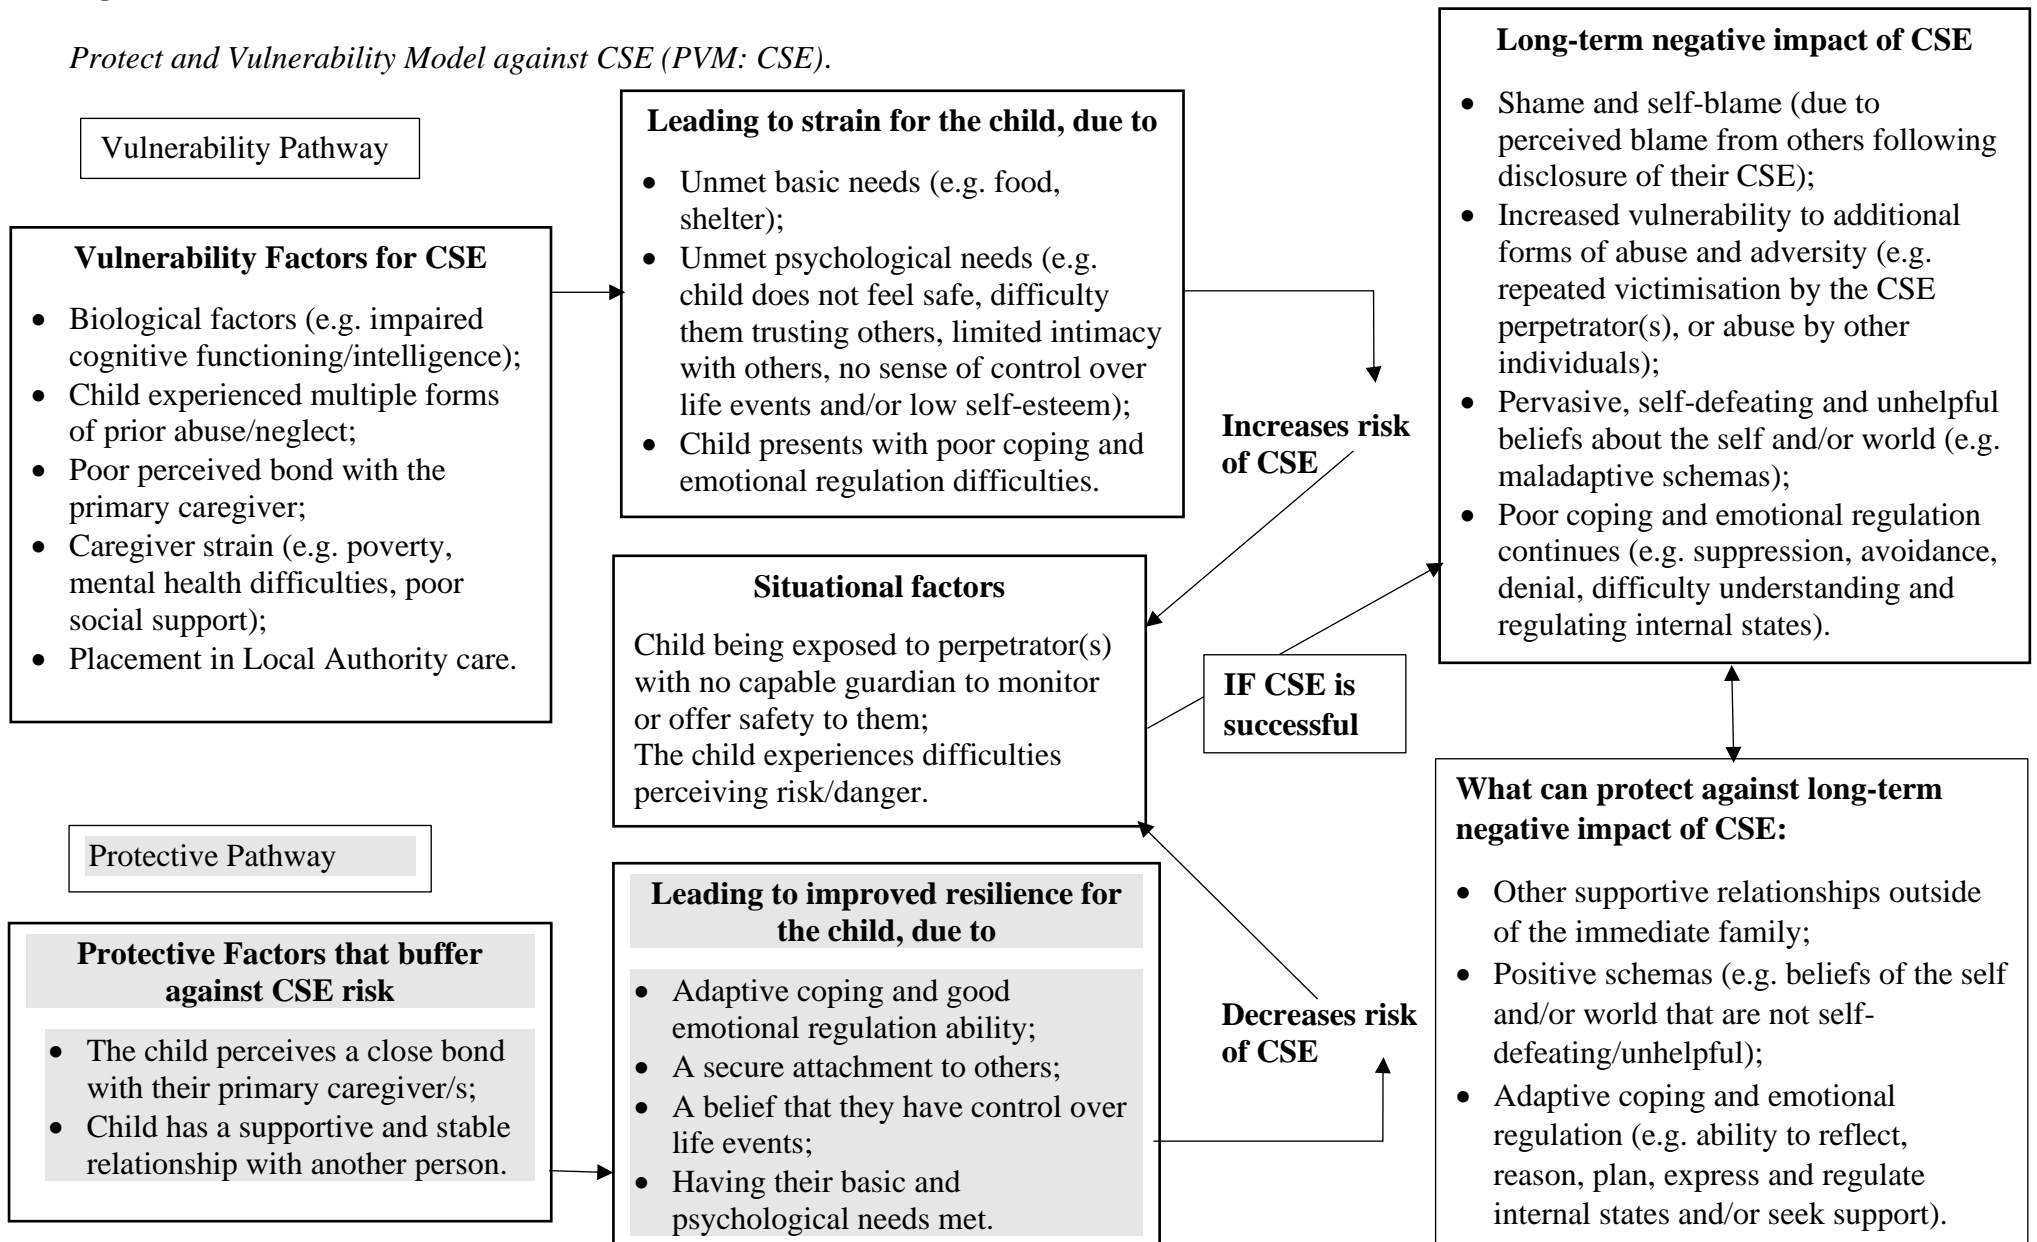 Protect and Vulnerability Model against CSE (PVM: CSE).
Vulnerability Pathway
Vulnerability Factors for CSE
• Biological factors (e.g. impaired
cognitive functioning/intelligence);
• Child experienced multiple forms
of prior abuse/neglect;
• Poor perceived bond with the
primary caregiver;
• Caregiver strain (e.g. poverty,
mental health difficulties, poor
social support);
• Placement in Local Authority care.
Leading to strain for the child, due to
• Unmet basic needs (e.g. food,
shelter);
• Unmet psychological needs (e.g.
child does not feel safe, difficulty
them trusting others, limited intimacy
with others, no sense of control over
life events and/or low self-esteem);
• Child presents with poor coping and
emotional regulation difficulties.
Increases risk
of CSE
Situational factors
Child being exposed to perpetrator(s)
with no capable guardian to monitor
or offer safety to them;
The child experiences difficulties
perceiving risk/danger.
IF CSE is
successful
Long-term negative impact of CSE
• Shame and self-blame (due to
perceived blame from others following
disclosure of their CSE);
• Increased vulnerability to additional
forms of abuse and adversity (e.g.
repeated victimisation by the CSE
perpetrator(s), or abuse by other
individuals);
• Pervasive, self-defeating and unhelpful
beliefs about the self and/or world (e.g.
maladaptive schemas);
• Poor coping and emotional regulation
continues (e.g. suppression, avoidance,
denial, difficulty understanding and
regulating internal states).
Protective Pathway
Protective Factors that buffer
against CSE risk
• The child perceives a close bond
with their primary caregiver/s;
• Child has a supportive and stable
relationship with another person.
Leading to improved resilience for
the child, due to
• Adaptive coping and good
emotional regulation ability;
• A secure attachment to others;
• A belief that they have control over
life events;
• Having their basic and
psychological needs met.
Decreases risk
of CSE
What can protect against long-term
negative impact of CSE:
• Other supportive relationships outside
of the immediate family;
• Positive schemas (e.g. beliefs of the self
and/or world that are not self-
defeating/unhelpful);
• Adaptive coping and emotional
regulation (e.g. ability to reflect,
reason, plan, express and regulate
internal states and/or seek support).